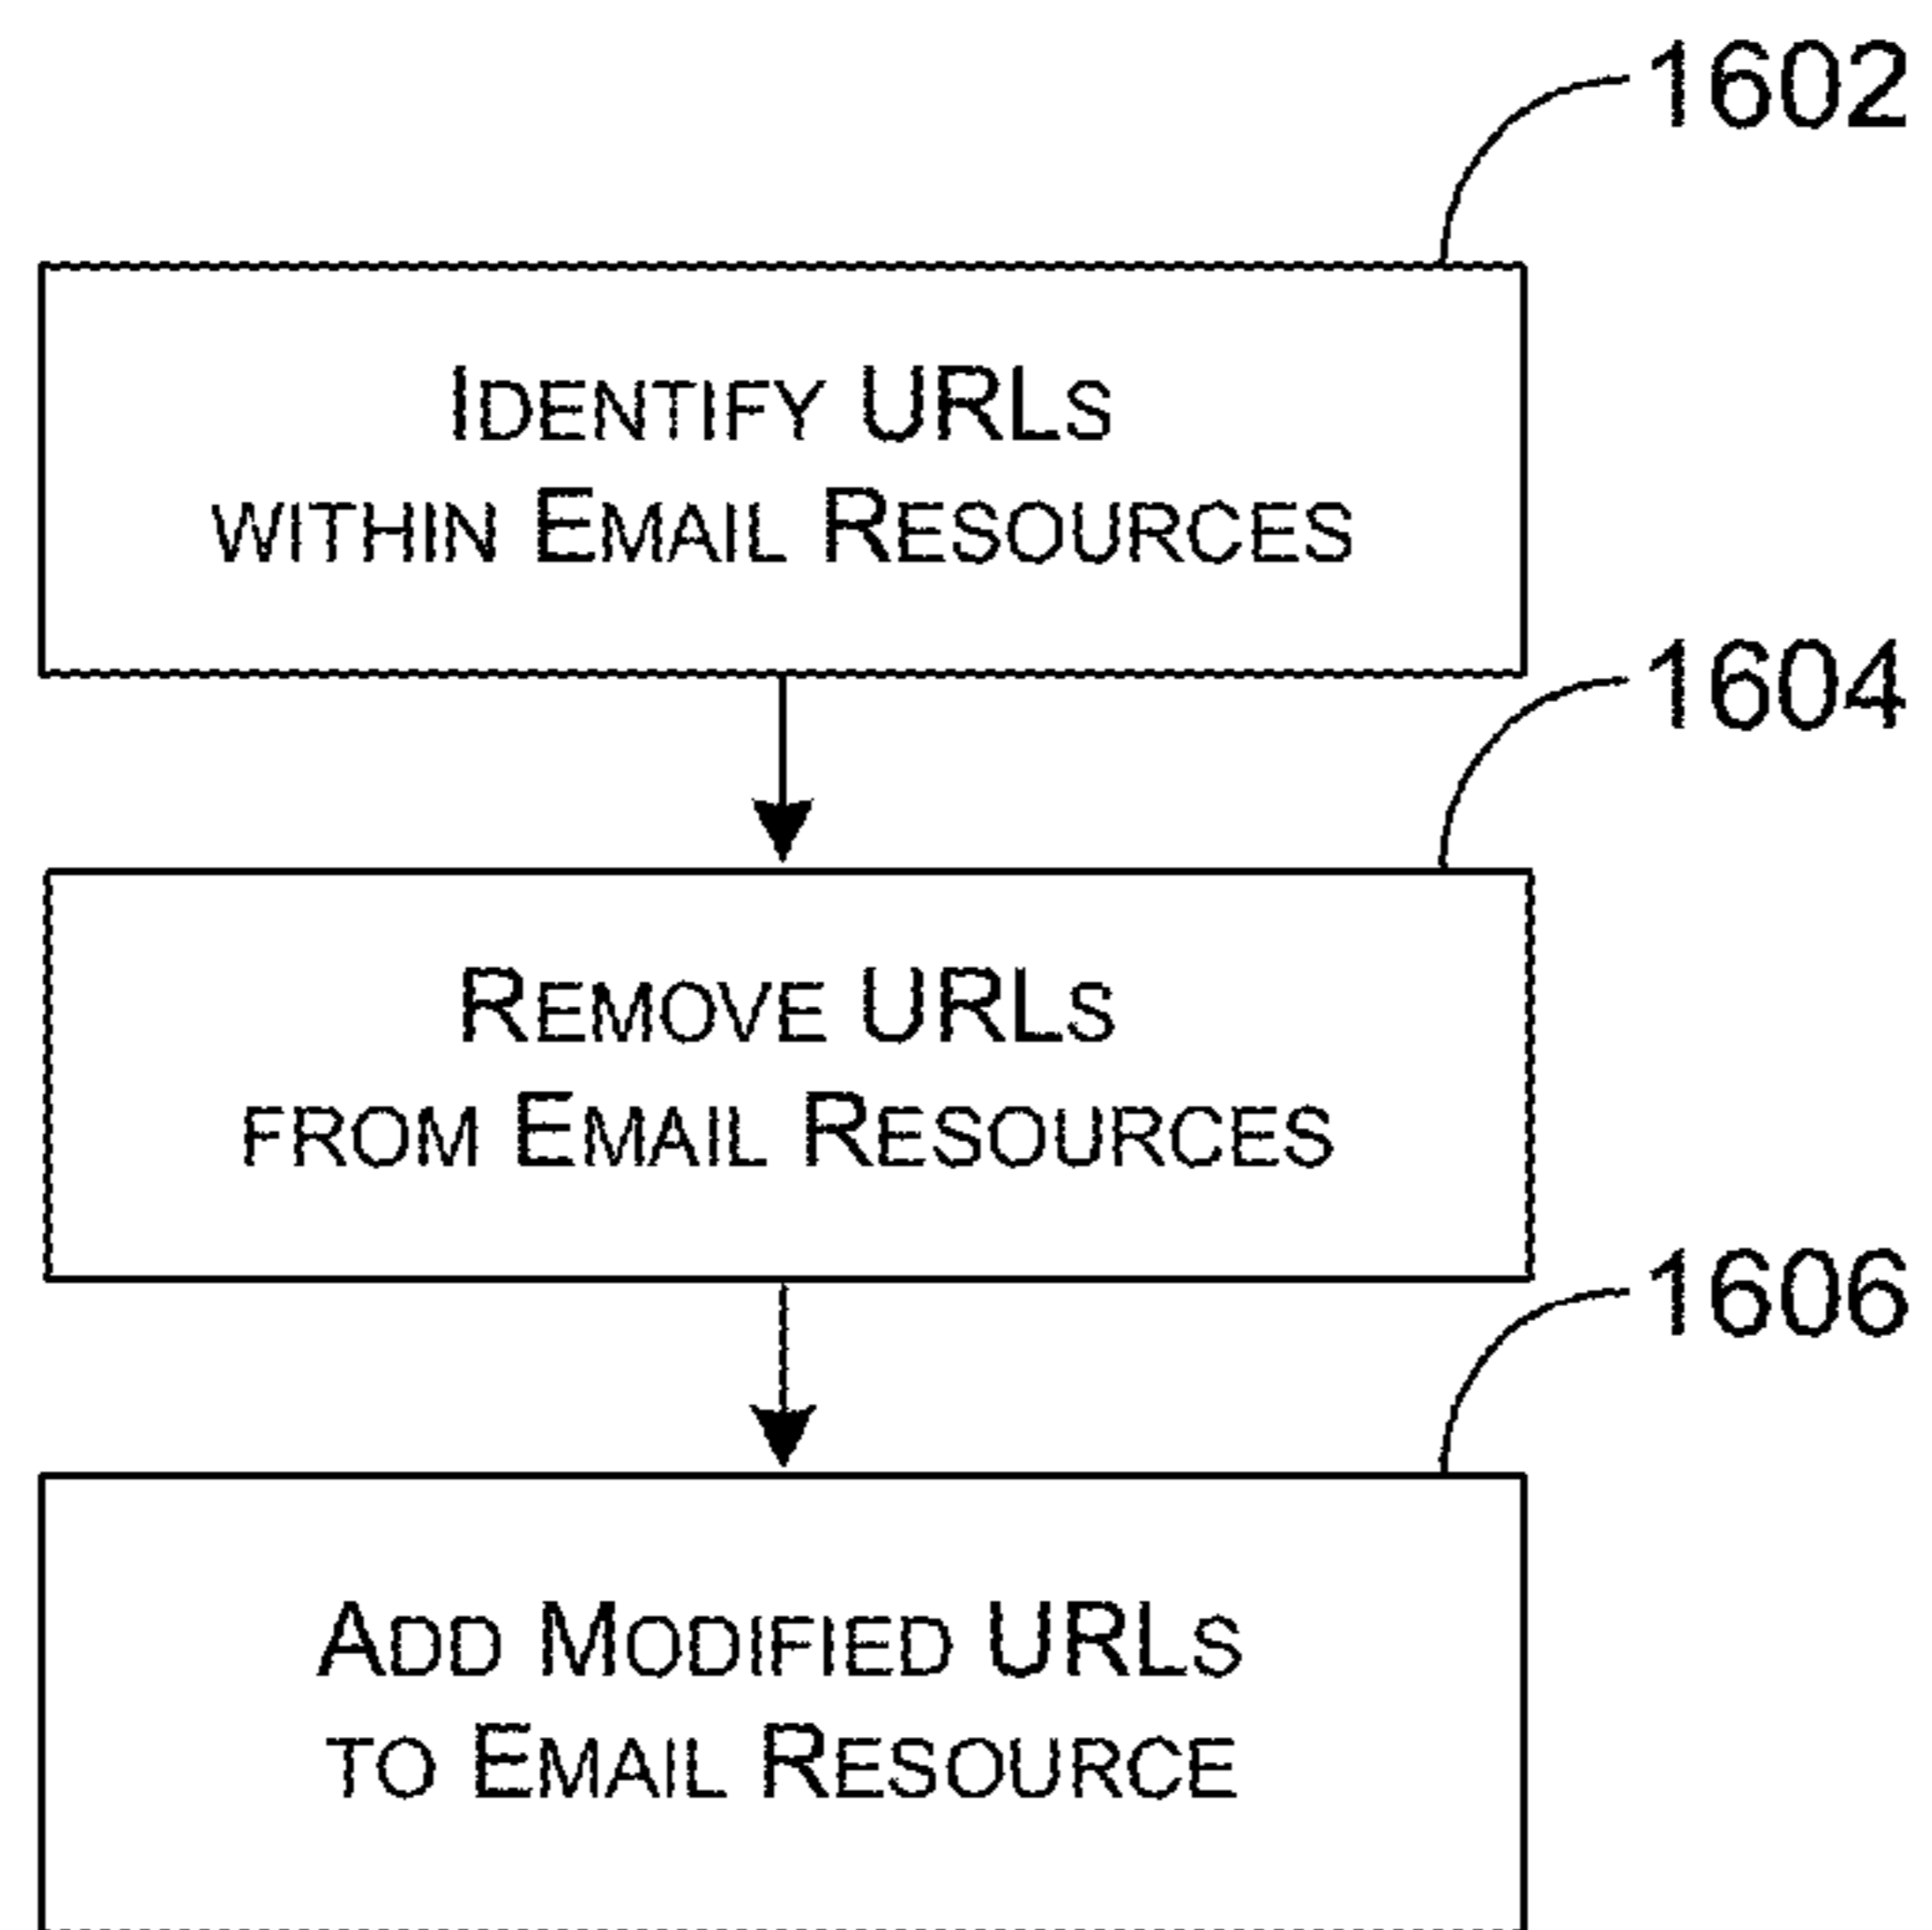 1602
IDENTIFY URLS
WITHIN EMAIL RESOURCES
1604
REMOVE URLS
FROM EMAIL RESOURCES
1606
ADD MODIFIED URLS
TO EMAIL RESOURCE